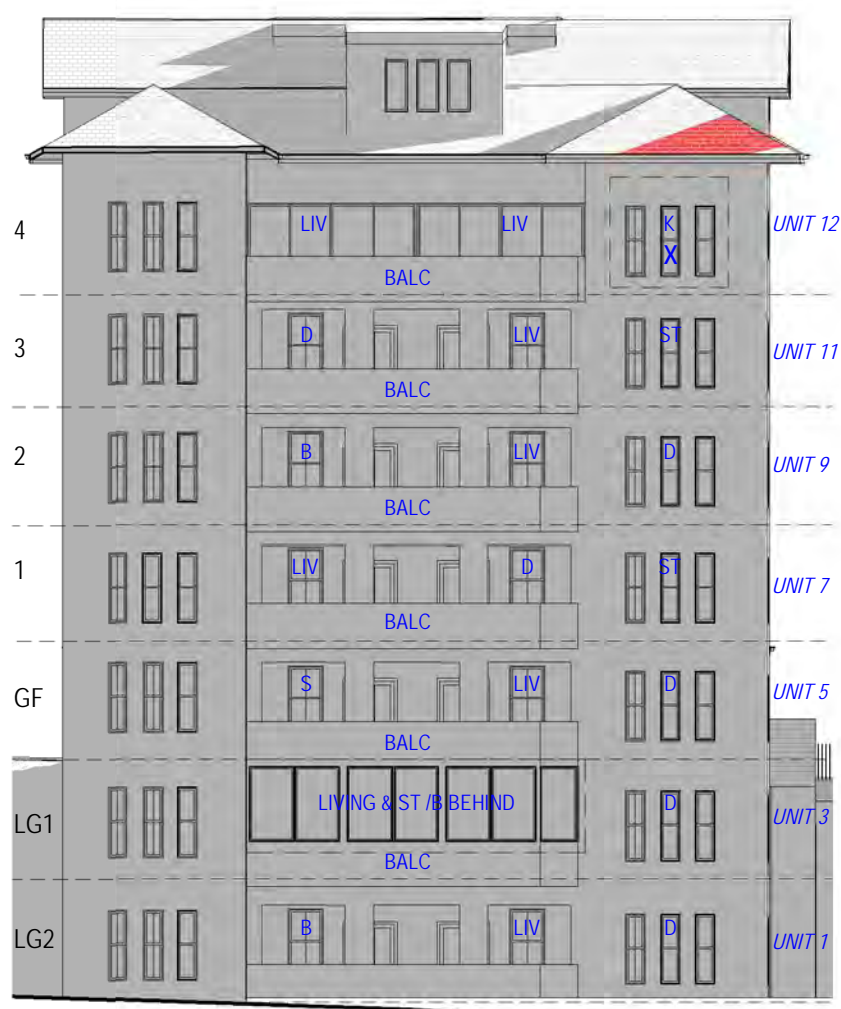 4 LIV LIV K UNIT 12
X
BALC
3 D LIV ST UNIT 11
BALC
2 B LIV D UNIT 9
BALC
1 LIV D ST UNIT 7
BALC
GF S LIV D UNIT 5
BALC
LG1 LIVING & ST /B BEHIND D UNIT 3
BALC
LG2 B LIV D UNIT 1